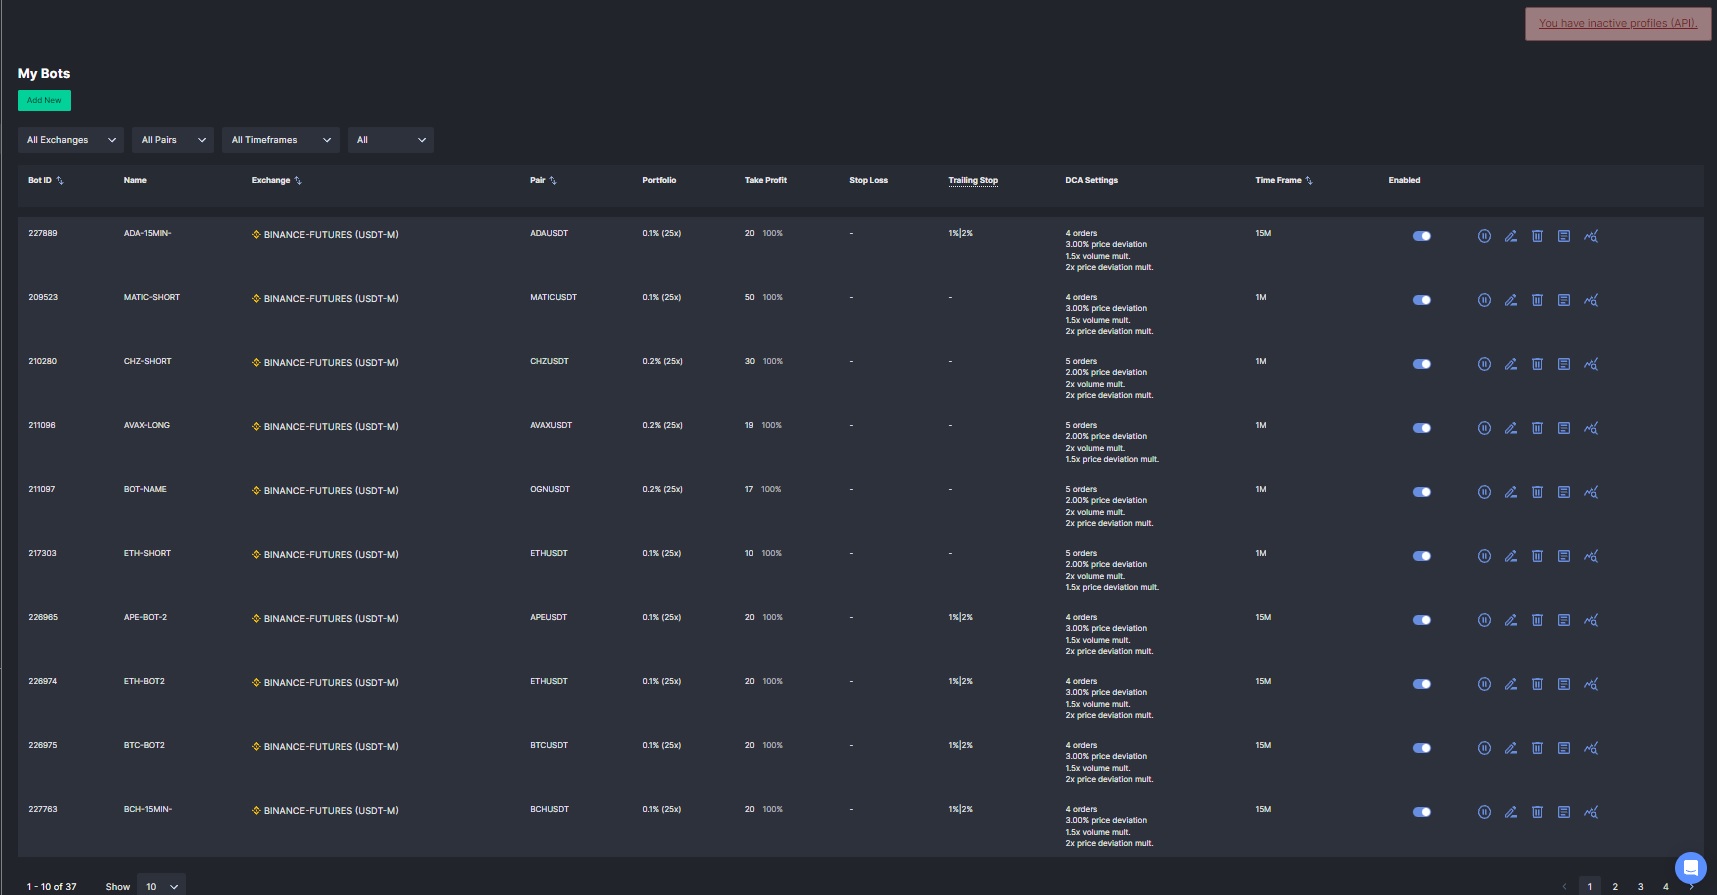 You have inactive profiles (API).
My Bots
Add New
All Exchanges All Pairs All Timeframes All
Bot ID Name Exchange Pair Portfolio Take Profit Stop Loss Trailing Stop DCA Settings Time Frame Enabled
227889 ADA-15MIN- BINANCE-FUTURES (USDT-M) ADAUSDT 0.1% (25x) 20 100% - 1%|2% 4 orders 15M
3.00% price deviation
1.5x volume mult.
2x price deviation mult.
209523 MATIC-SHORT BINANCE-FUTURES (USDT-M) MATICUSDT 0.1% (25x) 50 100% - - 4 orders 1M
3.00% price deviation
1.5x volume mult.
2x price deviation mult.
210280 CHZ-SHORT BINANCE-FUTURES (USDT-M) CHZUSDT 0.2% (25x) 30 100% - - 5 orders 1M
2.00% price deviation
2x volume mult.
2x price deviation mult.
211096 AVAX-LONG BINANCE-FUTURES (USDT-M) AVAXUSDT 0.2% (25x) 19 100% - - 5 orders 1M
2.00% price deviation
2x volume mult.
1.5x price deviation mult.
211097 BOT-NAME BINANCE-FUTURES (USDT-M) OGNUSDT 0.2% (25x) 17 100% - - 5 orders 1M
2.00% price deviation
2x volume mult.
2x price deviation mult.
217303 ETH-SHORT BINANCE-FUTURES (USDT-M) ETHUSDT 0.1% (25x) 10 100% - - 5 orders 1M
2.00% price deviation
2x volume mult.
1.5x price deviation mult.
226965 APE-BOT-2 BINANCE-FUTURES (USDT-M) APEUSDT 0.1% (25x) 20 100% - 1%|2% 4 orders 15M
3.00% price deviation
1.5x volume mult.
2x price deviation mult.
226974 ETH-BOT2 BINANCE-FUTURES (USDT-M) ETHUSDT 0.1% (25x) 20 100% - 1%|2% 4 orders 15M
3.00% price deviation
1.5x volume mult.
2x price deviation mult.
226975 BTC-BOT2 BINANCE-FUTURES (USDT-M) BTCUSDT 0.1% (25x) 20 100% - 1%|2% 4 orders 15M
3.00% price deviation
1.5x volume mult.
2x price deviation mult.
227763 BCH-15MIN- BINANCE-FUTURES (USDT-M) BCHUSDT 0.1% (25x) 20 100% - 1%|2% 4 orders 15M
3.00% price deviation
1.5x volume mult.
2x price deviation mult.
1 - 10 of 37 Show 10 < 1 2 3 4 >